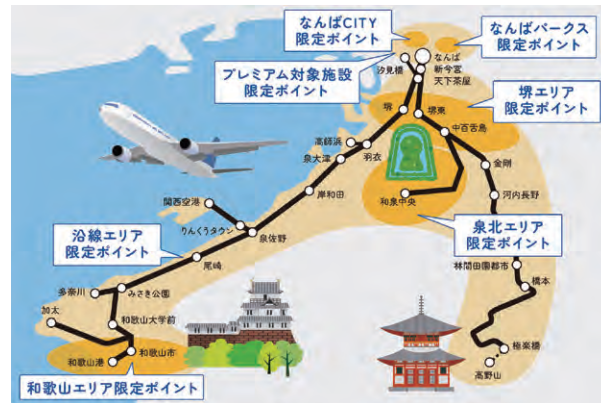 なんばCITY
限定ポイント
なんばパークス
限定ポイント
プレミアム対象施設
限定ポイント
汐見橋
なんば
新今宮
天下茶屋
堺エリア
限定ポイント
堺
堺東
中百舌鳥
高師浜
羽衣
泉大津
金剛
岸和田
和泉中央
河内長野
関西空港
りんくうタウン
泉佐野
泉北エリア
限定ポイント
沿線エリア
限定ポイント
尾崎
林間田園都市
橋本
多奈川
みさき公園
加太
和歌山大学前
極楽橋
高野山
和歌山港
和歌山市
和歌山エリア限定ポイント